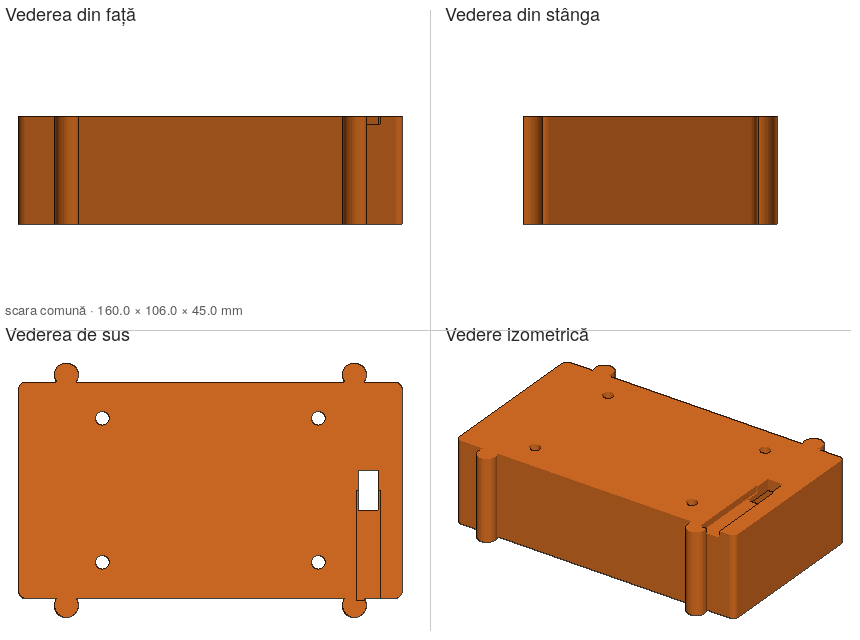 Vederea din față
Vederea din stânga
scara comună · 160.0 × 106.0 × 45.0 mm
Vederea de sus
Vedere izometrică